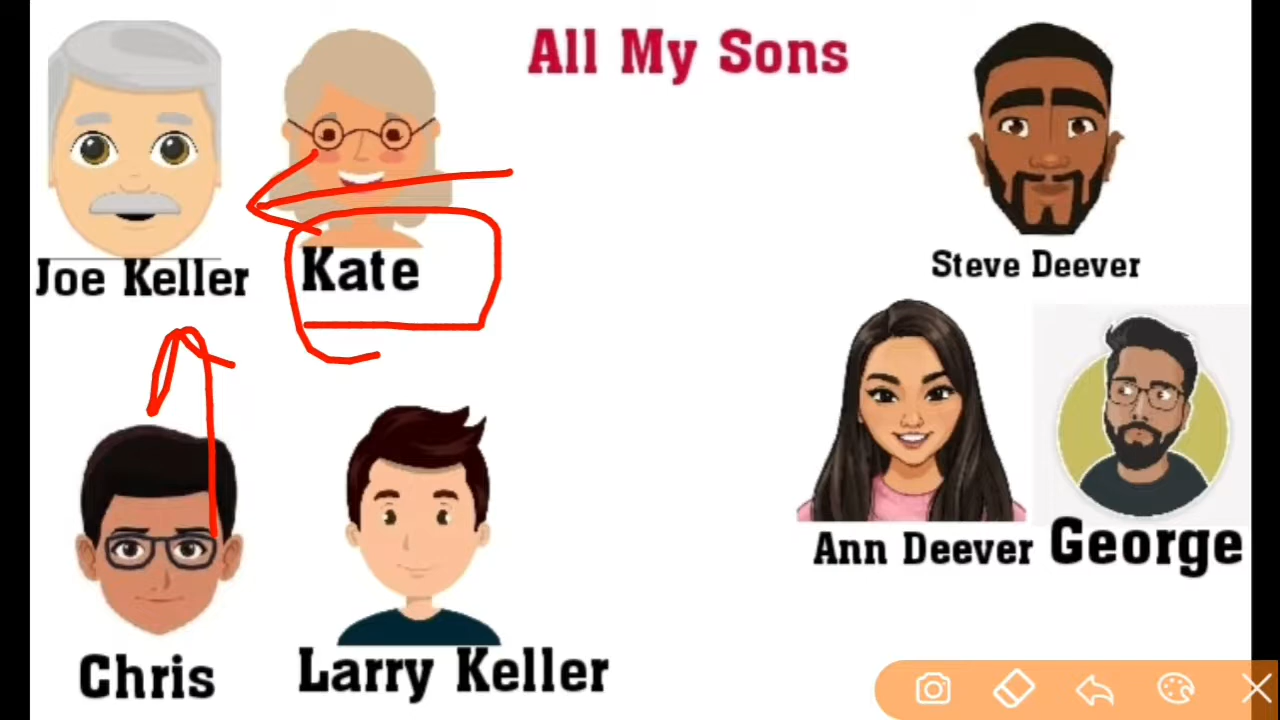 All My Sons
Joe Keller
Kate
Steve Deever
Ann Deever
George
Chris
Larry Keller